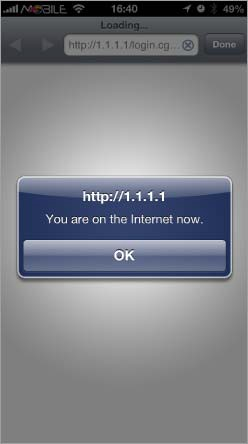 MOBILE 16:40 49%
Loading...
http://1.1.1.1/login.cg... Done
http://1.1.1.1
You are on the Internet now.
OK